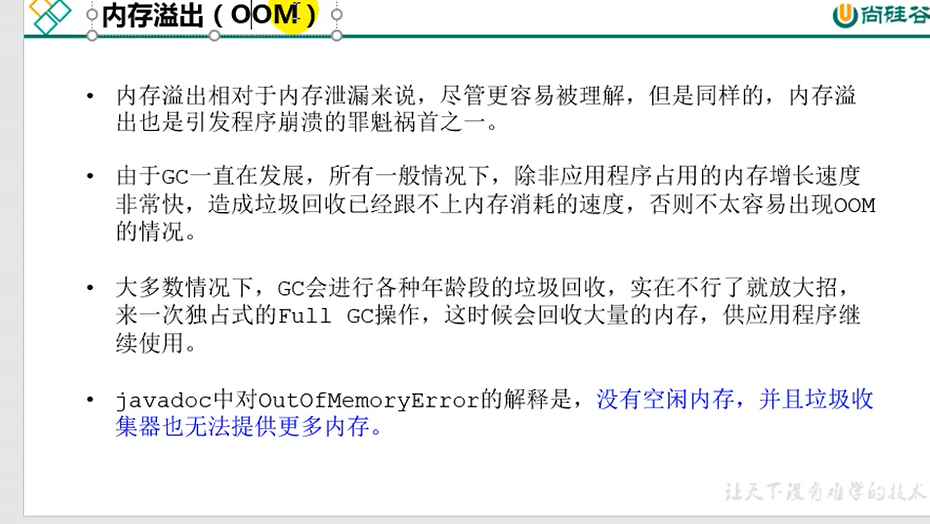 内存溢出（OOM）
尚硅谷
• 内存溢出相对于内存泄漏来说，尽管更容易被理解，但是同样的，内存溢
出也是引发程序崩溃的罪魁祸首之一。
• 由于GC一直在发展，所有一般情况下，除非应用程序占用的内存增长速度
非常快，造成垃圾回收已经跟不上内存消耗的速度，否则不太容易出现OOM
的情况。
• 大多数情况下，GC会进行各种年龄段的垃圾回收，实在不行了就放大招，
来一次独占式的Full GC操作，这时候会回收大量的内存，供应用程序继
续使用。
• javadoc中对OutOfMemoryError的解释是，没有空闲内存，并且垃圾收
集器也无法提供更多内存。
让天下没有难学的技术